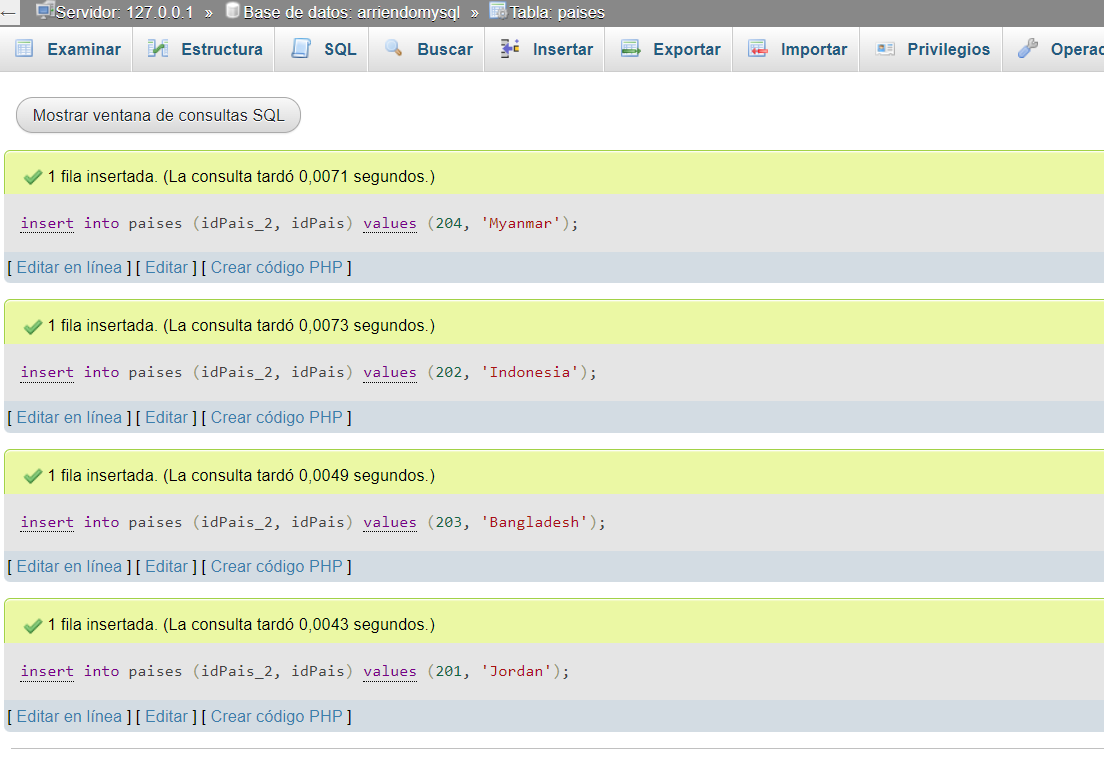 ← Servidor: 127.0.0.1 » Base de datos: arriendomysql » Tabla: paises
Examinar Estructura SQL Buscar Insertar Exportar Importar Privilegios Operac
Mostrar ventana de consultas SQL
1 fila insertada. (La consulta tardó 0,0071 segundos.)
insert into paises (idPais_2, idPais) values (204, 'Myanmar');
[ Editar en línea ] [ Editar ] [ Crear código PHP ]
1 fila insertada. (La consulta tardó 0,0073 segundos.)
insert into paises (idPais_2, idPais) values (202, 'Indonesia');
[ Editar en línea ] [ Editar ] [ Crear código PHP ]
1 fila insertada. (La consulta tardó 0,0049 segundos.)
insert into paises (idPais_2, idPais) values (203, 'Bangladesh');
[ Editar en línea ] [ Editar ] [ Crear código PHP ]
1 fila insertada. (La consulta tardó 0,0043 segundos.)
insert into paises (idPais_2, idPais) values (201, 'Jordan');
[ Editar en línea ] [ Editar ] [ Crear código PHP ]